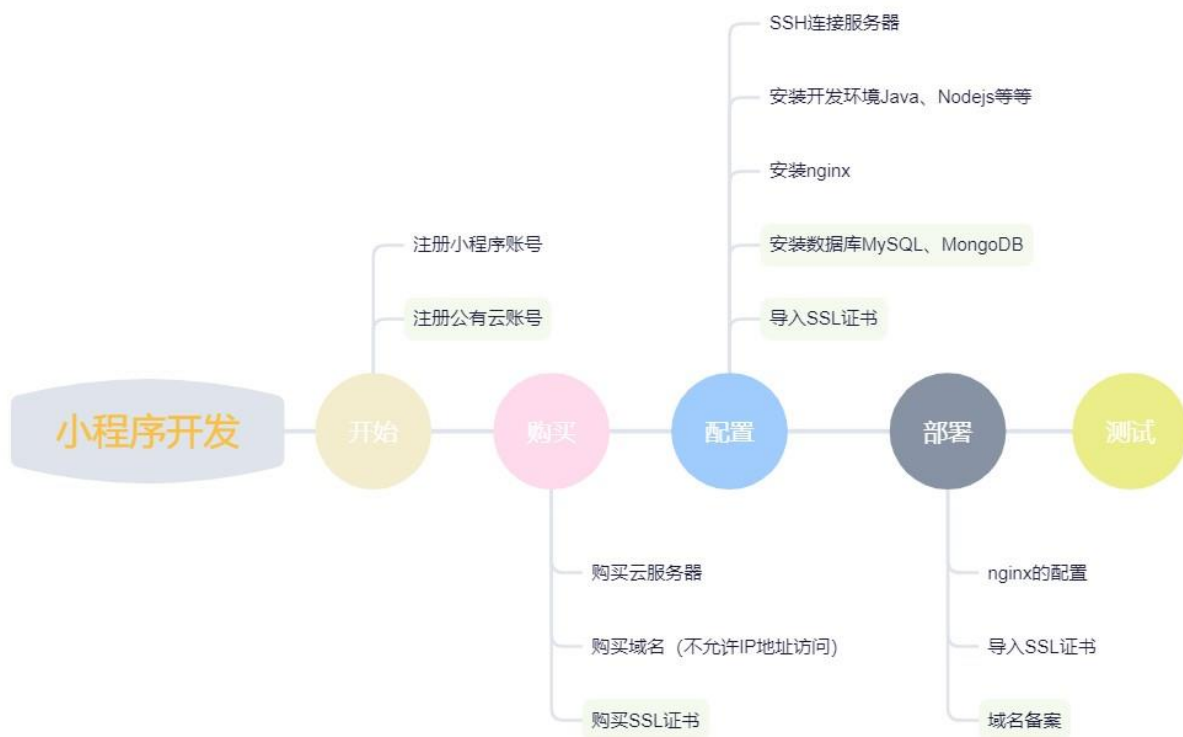 小程序开发
开始
注册小程序账号
注册公有云账号
购买
购买云服务器
购买域名（不允许IP地址访问）
购买SSL证书
配置
SSH连接服务器
安装开发环境Java、Nodejs等等
安装nginx
安装数据库MySQL、MongoDB
导入SSL证书
部署
nginx的配置
导入SSL证书
域名备案
测试